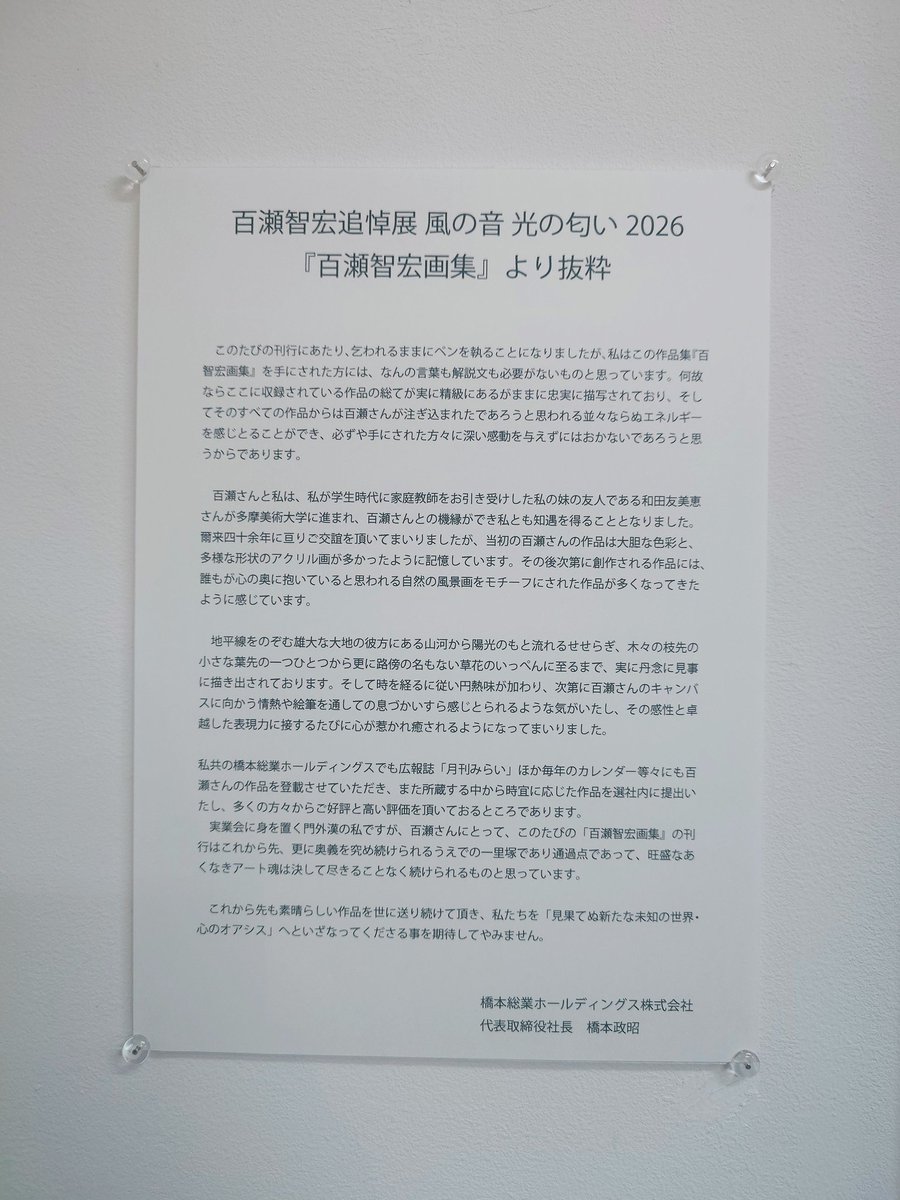 百瀬智宏追悼展 風の音 光の匂い 2026
『百瀬智宏画集』より抜粋
このたびの刊行にあたり、乞われるままにペンを執ることになりましたが、私はこの作品集『百
智宏画集』を手にされた方には、なんの言葉も解説文も必要がないものと思っています。何故
ならここに収録されている作品の総てが実に精級にあるがままに忠実に描写されており、そし
てそのすべての作品からは百瀬さんが注ぎ込まれたであろうと思われる並々ならぬエネルギー
を感じとることができ、必ずや手にされた方々に深い感動を与えずにはおかないであろうと思
うからであります。
百瀬さんと私は、私が学生時代に家庭教師をお引き受けした私の妹の友人である和田友美恵
さんが多摩美術大学に進まれ、百瀬さんとの機縁ができ私とも知遇を得ることとなりました。
爾来四十余年に亘りご交誼を頂いてまいりましたが、当初の百瀬さんの作品は大胆な色彩と、
多様な形状のアクリル画が多かったように記憶しています。その後次第に創作される作品には、
誰もが心の奥に抱いていると思われる自然の風景画をモチーフにされた作品が多くなってきた
ように感じています。
地平線をのぞむ雄大な大地の彼方にある山河から陽光のもと流れるせせらぎ、木々の枝先の
小さな葉先の一つひとつから更に路傍の名もない草花のいっぺんに至るまで、実に丹念に見事
に描き出されております。そして時を経るに従い円熱味が加わり、次第に百瀬さんのキャンバ
スに向かう情熱や絵筆を通しての息づかいすら感じとられるような気がいたし、その感性と卓
越した表現力に接するたびに心が惹かれ癒されるようになってまいりました。
私共の橋本総業ホールディングスでも広報誌「月刊みらい」ほか毎年のカレンダー等々にも百
瀬さんの作品を登載させていただき、また所蔵する中から時宜に応じた作品を選社内に提出い
たし、多くの方々からご好評と高い評価を頂いておるところであります。
実業会に身を置く門外漢の私ですが、百瀬さんにとって、このたびの「百瀬智宏画集』の刊
行はこれから先、更に奥義を究め続けられるうえでの一里塚であり通過点であって、旺盛なあ
くなきアート魂は決して尽きることなく続けられるものと思っています。
これから先も素晴らしい作品を世に送り続けて頂き、私たちを「見果てぬ新たな未知の世界・
心のオアシス」へといざなってくださる事を期待してやみません。
橋本総業ホールディングス株式会社
代表取締役社長　橋本政昭